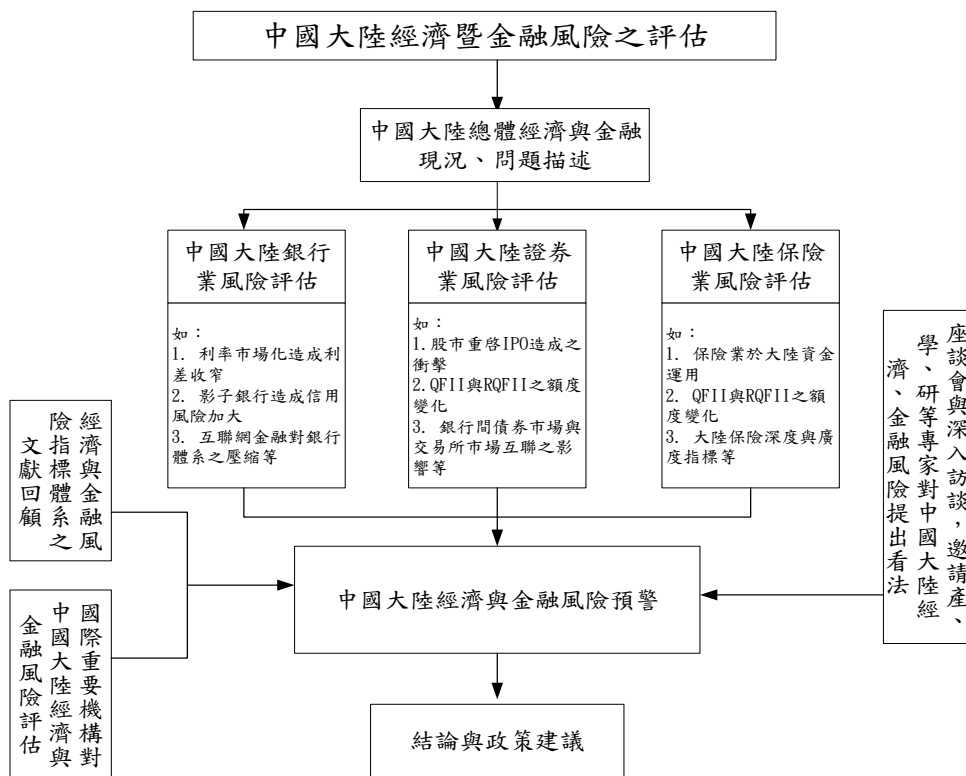 中國大陸經濟暨金融風險之評估
中國大陸總體經濟與金融
現況、問題描述
中國大陸銀行
業風險評估
如：
1. 利率市場化造成利
差收窄
2. 影子銀行造成信用
風險加大
3. 互聯網金融對銀行
體系之壓縮等
中國大陸證券
業風險評估
如：
1.股市重啓IPO造成之
衝擊
2.QFII與RQFII之額度
變化
3. 銀行間債券市場與
交易所市場互聯之影
響等
中國大陸保險
業風險評估
如：
1. 保險業於大陸資金
運用
2. QFII與RQFII之額
度變化
3. 大陸保險深度與廣
度指標等
經濟與金融風
險指標體系之
文獻回顧
國際重要機構對
中國大陸經濟與
金融風險評估
座談會與深入訪談，邀請產、
學、研等專家對中國大陸經
濟、金融風險提出看法
中國大陸經濟與金融風險預警
結論與政策建議